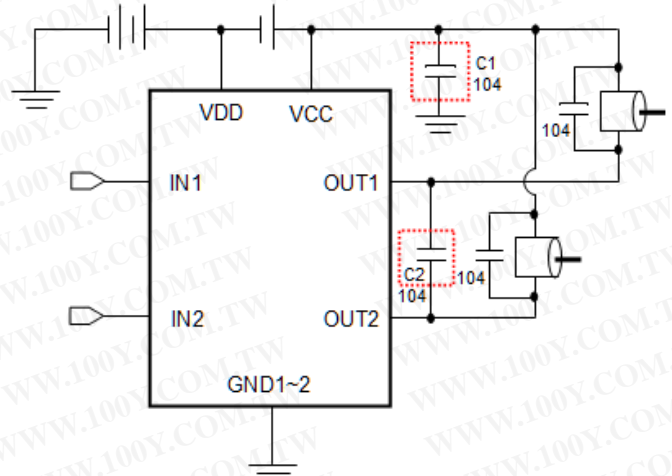 C1
104
VDD
VCC
104
IN1
OUT1
C2
104
104
IN2
OUT2
GND1~2
WWW.100Y.COM.TW